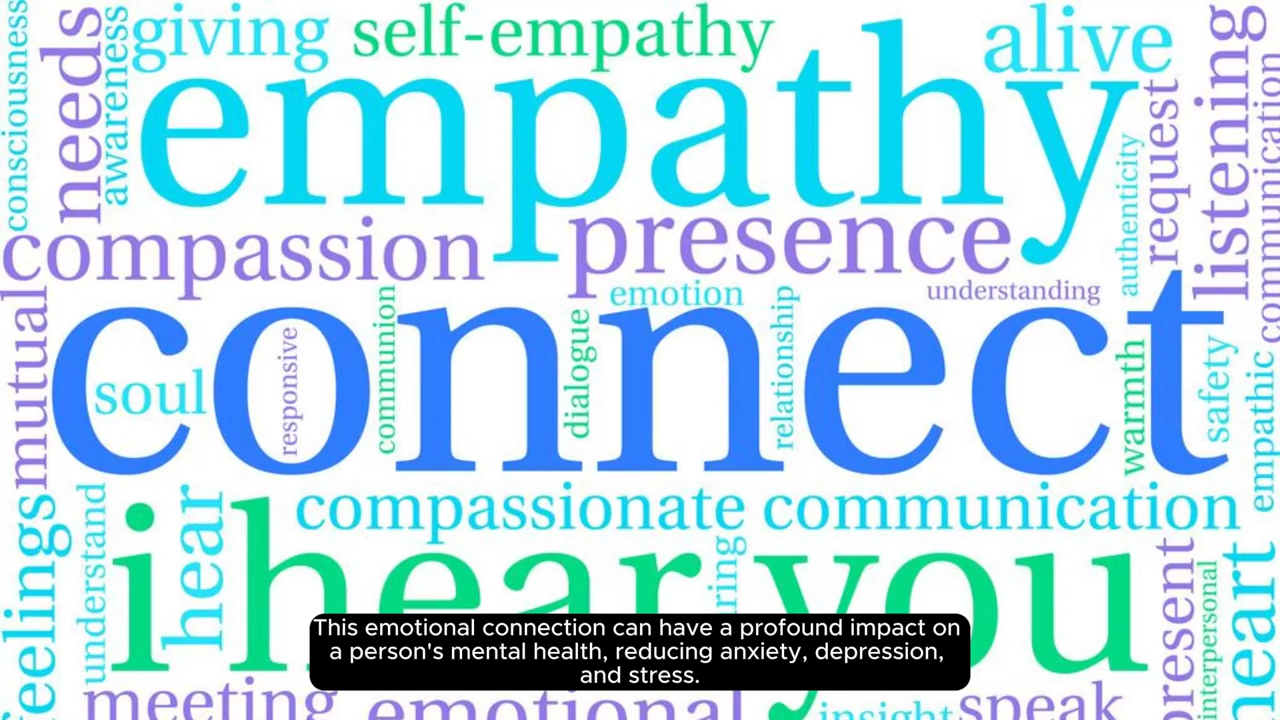 consciousness
needs
awareness
giving
self-empathy
alive
empathy
request
listening
communication
authenticity
compassion
presence
emotion
understanding
mutual
connect
soul
responsive
communion
dialogue
relationship
warmth
safety
empathic
feelings
understand
hear
compassionate communication
i hear you
present
interpersonal
heart
meeting
emotional
insight
speak
This emotional connection can have a profound impact on
a person's mental health, reducing anxiety, depression,
and stress.